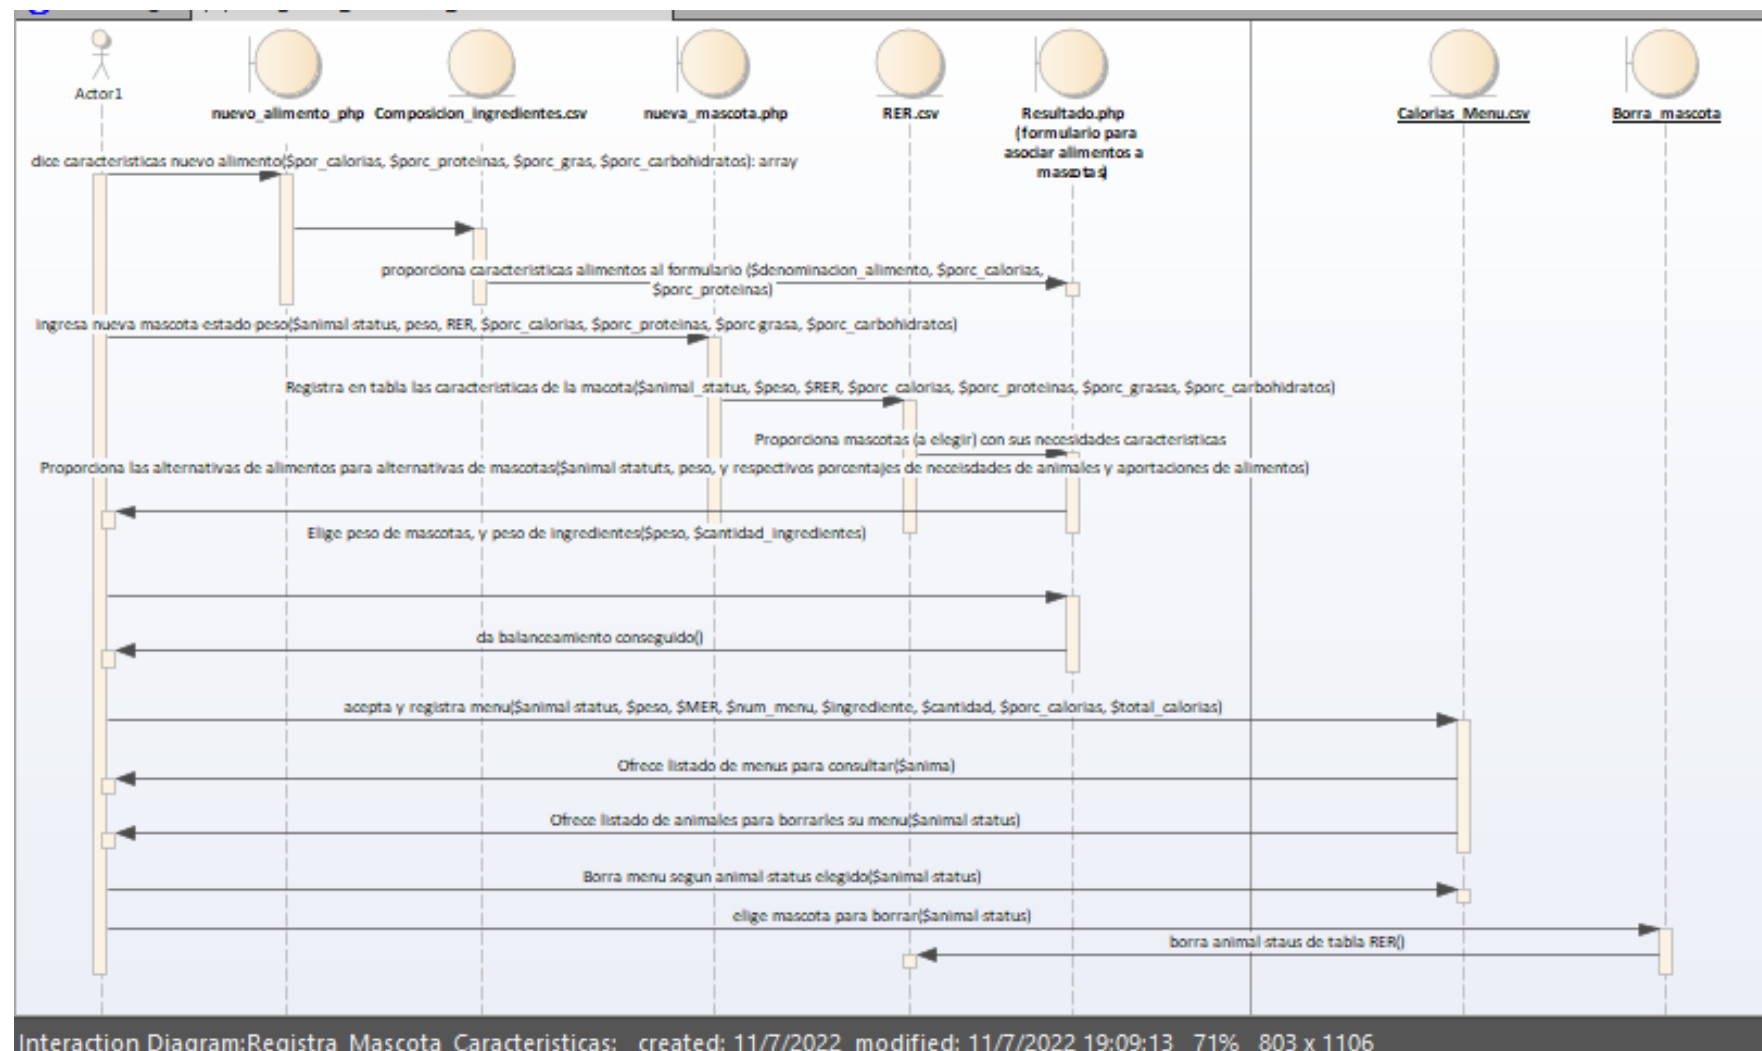 Actor1
nuevo_alimento_php
Composicion_ingredientes.csv
nueva_mascota.php
RER.csv
Resultado.php
(formulario para
asociar alimentos a
mascotas)
Calorias_Menu.csv
Borra_mascota
dice caracteristicas nuevo alimento($por_calorias, $porc_proteinas, $porc_gras, $porc_carbohidratos): array
proporciona caracteristicas alimentos al formulario ($denominacion_alimento, $porc_calorias,
$porc_proteinas)
Ingresa nueva mascota estado peso($animal status, peso, RER, $porc_calorias, $porc_proteinas, $porc grasa, $porc_carbohidratos)
Registra en tabla las caracteristicas de la macota($animal_status, $peso, $RER, $porc_calorias, $porc_proteinas, $porc_grasas, $porc_carbohidratos)
Proporciona mascotas (a elegir) con sus necesidades caracteristicas
Proporciona las alternativas de alimentos para alternativas de mascotas($animal statuts, peso, y respectivos porcentajes de neceisdades de animales y aportaciones de alimentos)
Elige peso de mascotas, y peso de ingredientes($peso, $cantidad_ingredientes)
da balanceamiento conseguido()
acepta y registra menu($animal status, $peso, $MER, $num_menu, $ingrediente, $cantidad, $porc_calorias, $total_calorias)
Ofrece listado de menus para consultar($anima)
Ofrece listado de animales para borrarles su menu($animal status)
Borra menu segun animal status elegido($animal status)
elige mascota para borrar($animal status)
borra animal staus de tabla RER()
Interaction Diagram:Registra_Mascota_Caracteristicas: created: 11/7/2022 modified: 11/7/2022 19:09:13 71% 803 x 1106